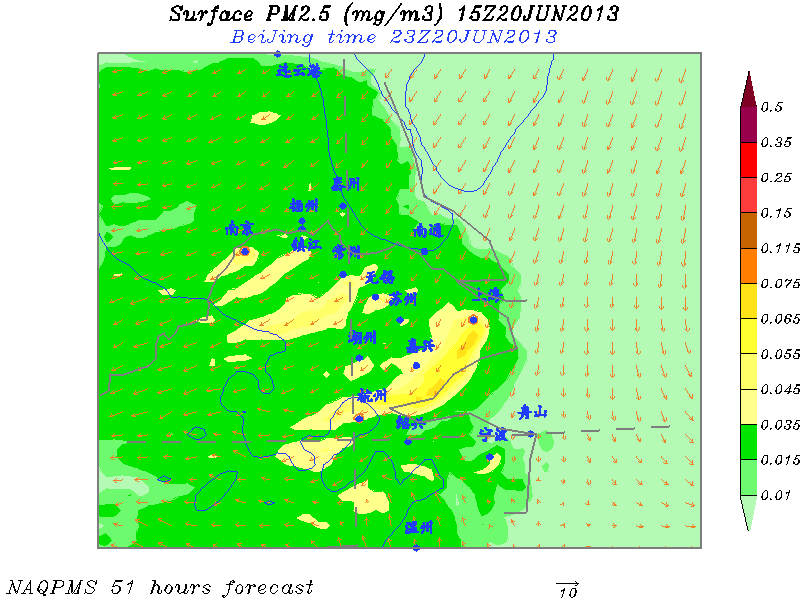 Surface PM2.5 (mg/m3) 15Z20JUN2013
BeiJing time 23Z20JUN2013
连云港
0.5
0.35
0.25
0.15
0.115
0.075
0.065
0.055
0.045
0.035
0.015
0.01
泰州
扬州
南京
南通
镇江
常州
无锡
苏州
上海
湖州
嘉兴
杭州
绍兴
舟山
宁波
温州
NAQPMS 51 hours forecast
10